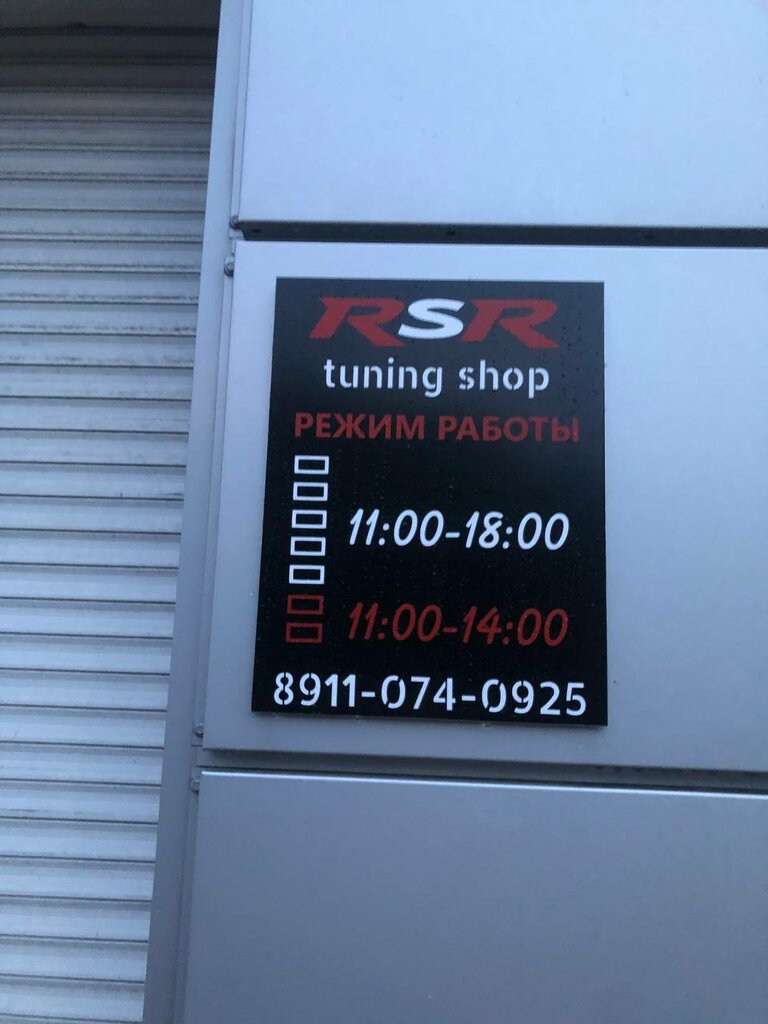 RSR
tuning shop
РЕЖИМ РАБОТЫ
11:00-18:00
11:00-14:00
8911-074-0925